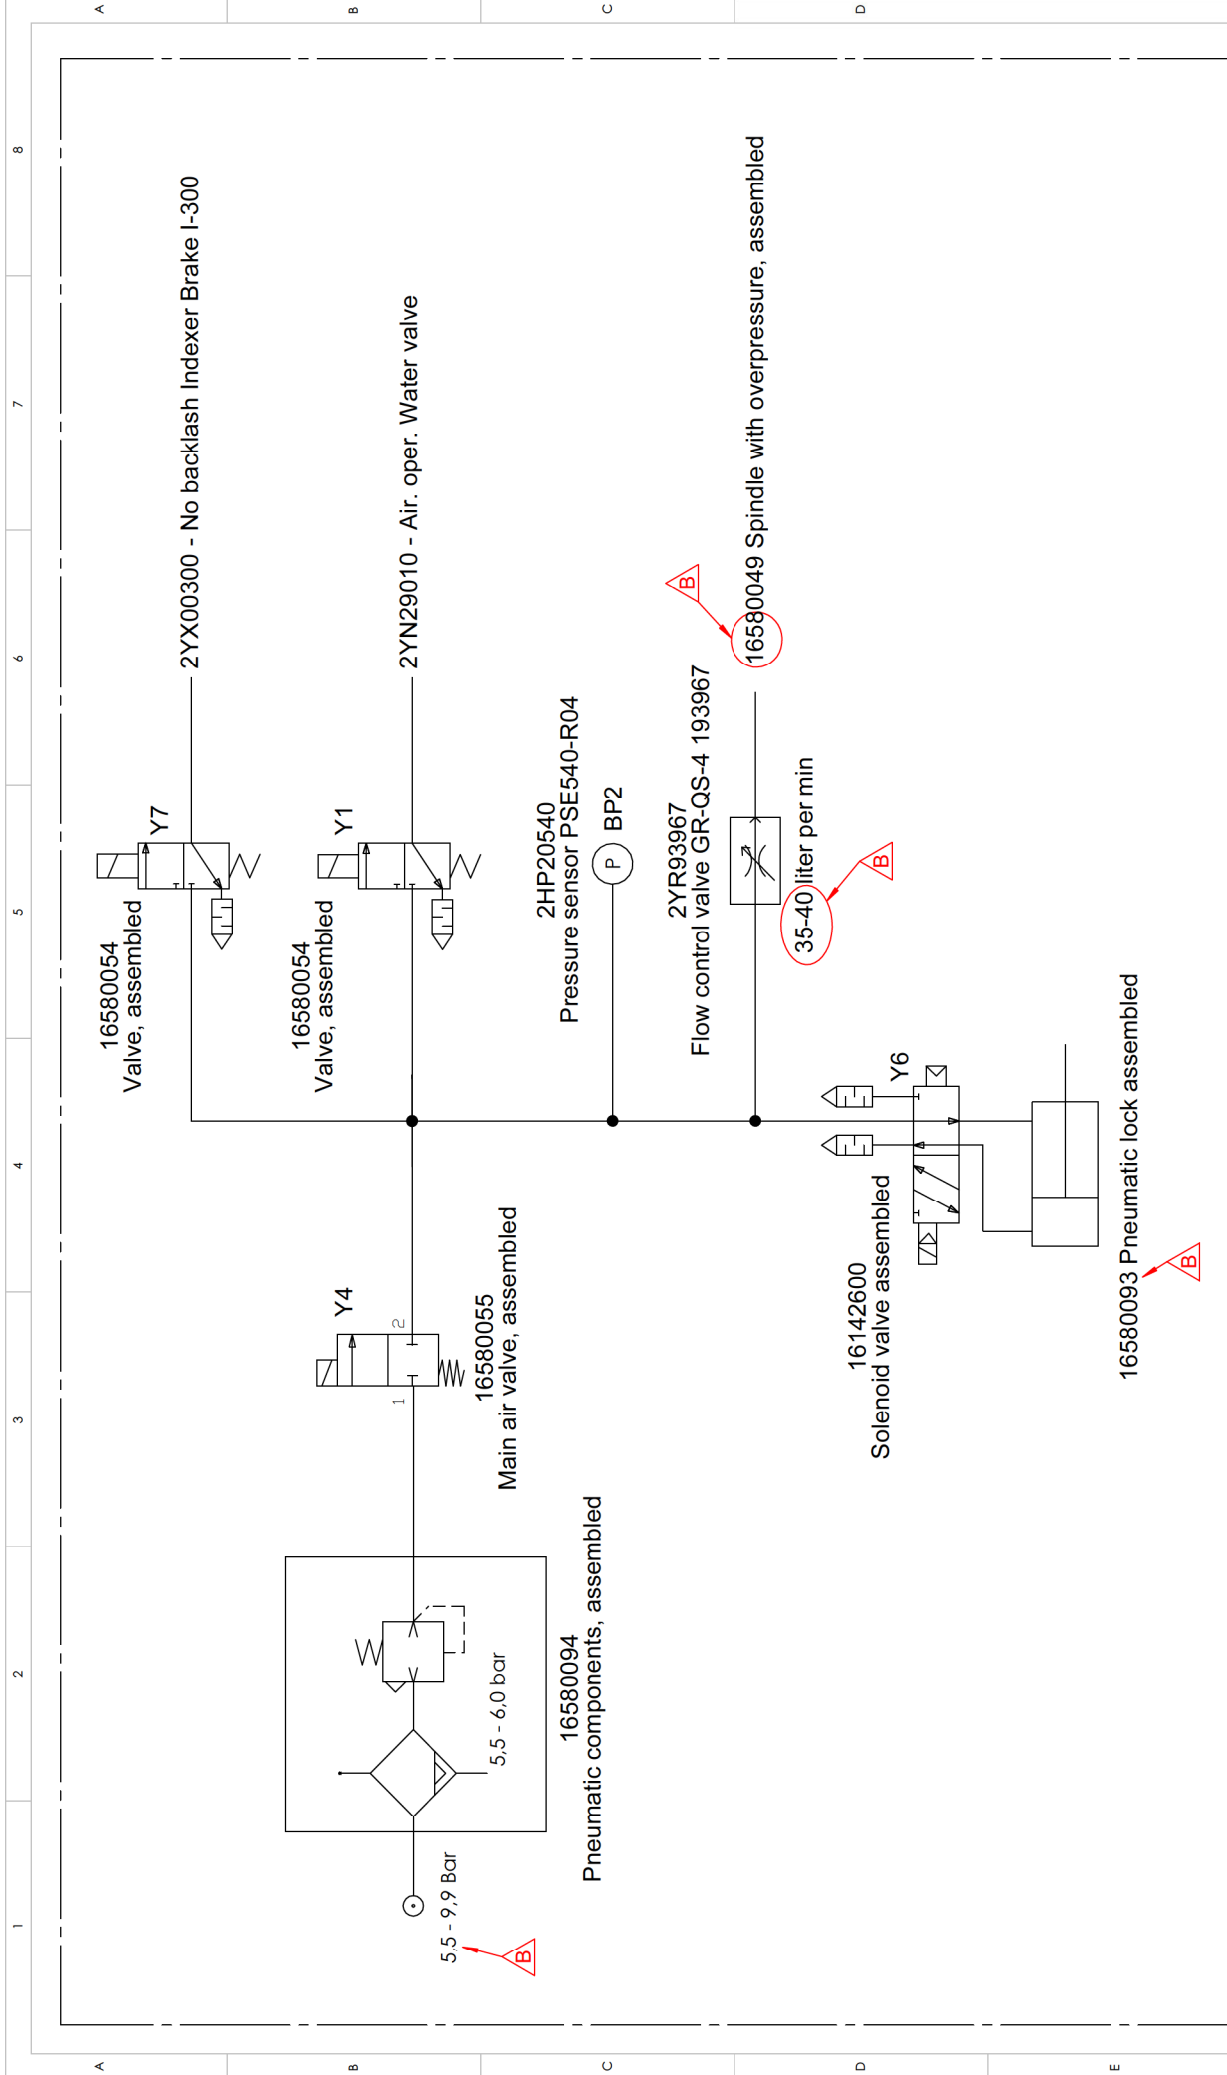 A
B
C
D
8
7
6
5
4
3
2
1
2YX00300 - No backlash Indexer Brake I-300
Y7
16580054
Valve, assembled
2YN29010 - Air. oper. Water valve
Y1
16580054
Valve, assembled
2HP20540
Pressure sensor PSE540-R04
P
BP2
2YR93967
Flow control valve GR-QS-4 193967
35-40 liter per min
B
16580049 Spindle with overpressure, assembled
B
Y4
1
2
16580055
Main air valve, assembled
5,5 - 6,0 bar
16580094
Pneumatic components, assembled
5,5 - 9,9 Bar
B
Y6
16142600
Solenoid valve assembled
16580093 Pneumatic lock assembled
B
A
B
C
D
E